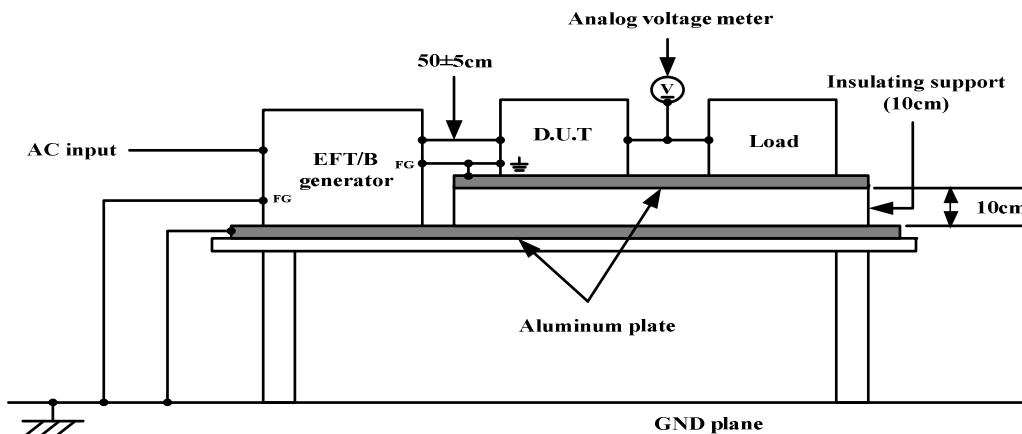 Analog voltage meter
50±5cm
Insulating support
(10cm)
V
D.U.T
Load
AC input
EFT/B
generator
FG
FG
10cm
Aluminum plate
GND plane